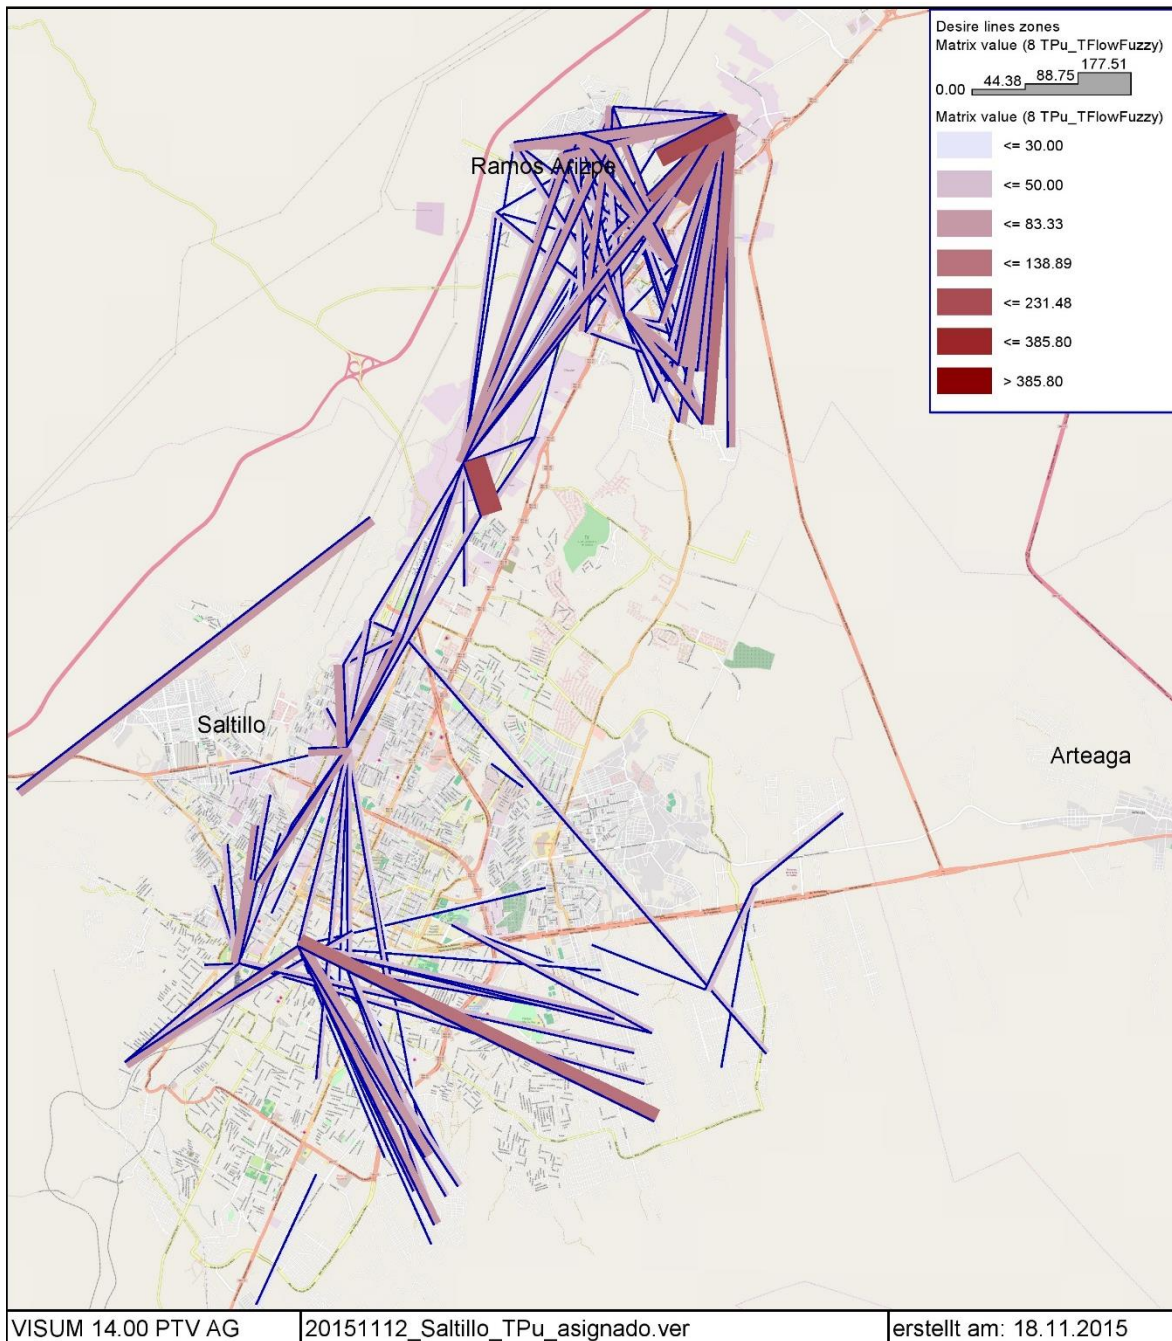 Desire lines zones
Matrix value (8 TPu_TFlowFuzzy)
0.00 44.38 88.75 177.51
Matrix value (8 TPu_TFlowFuzzy)
<= 30.00
<= 50.00
<= 83.33
<= 138.89
<= 231.48
<= 385.80
> 385.80
Ramos Arizpe
Saltillo
Arteaga
VISUM 14.00 PTV AG
20151112_Saltillo_TPu_asignado.ver
erstellt am: 18.11.2015